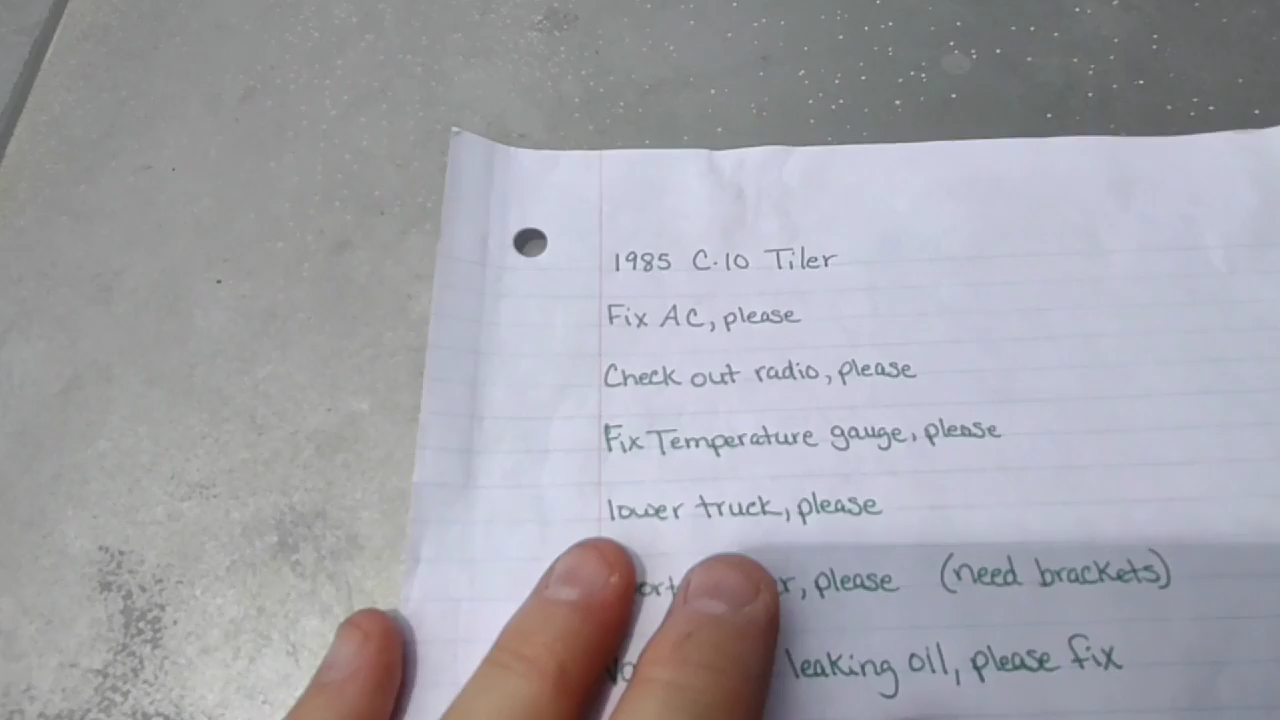 1985 C-10 Tiler
Fix AC, please
Check out radio, please
Fix Temperature gauge, please
lower truck, please
please (need brackets)
leaking oil, please fix